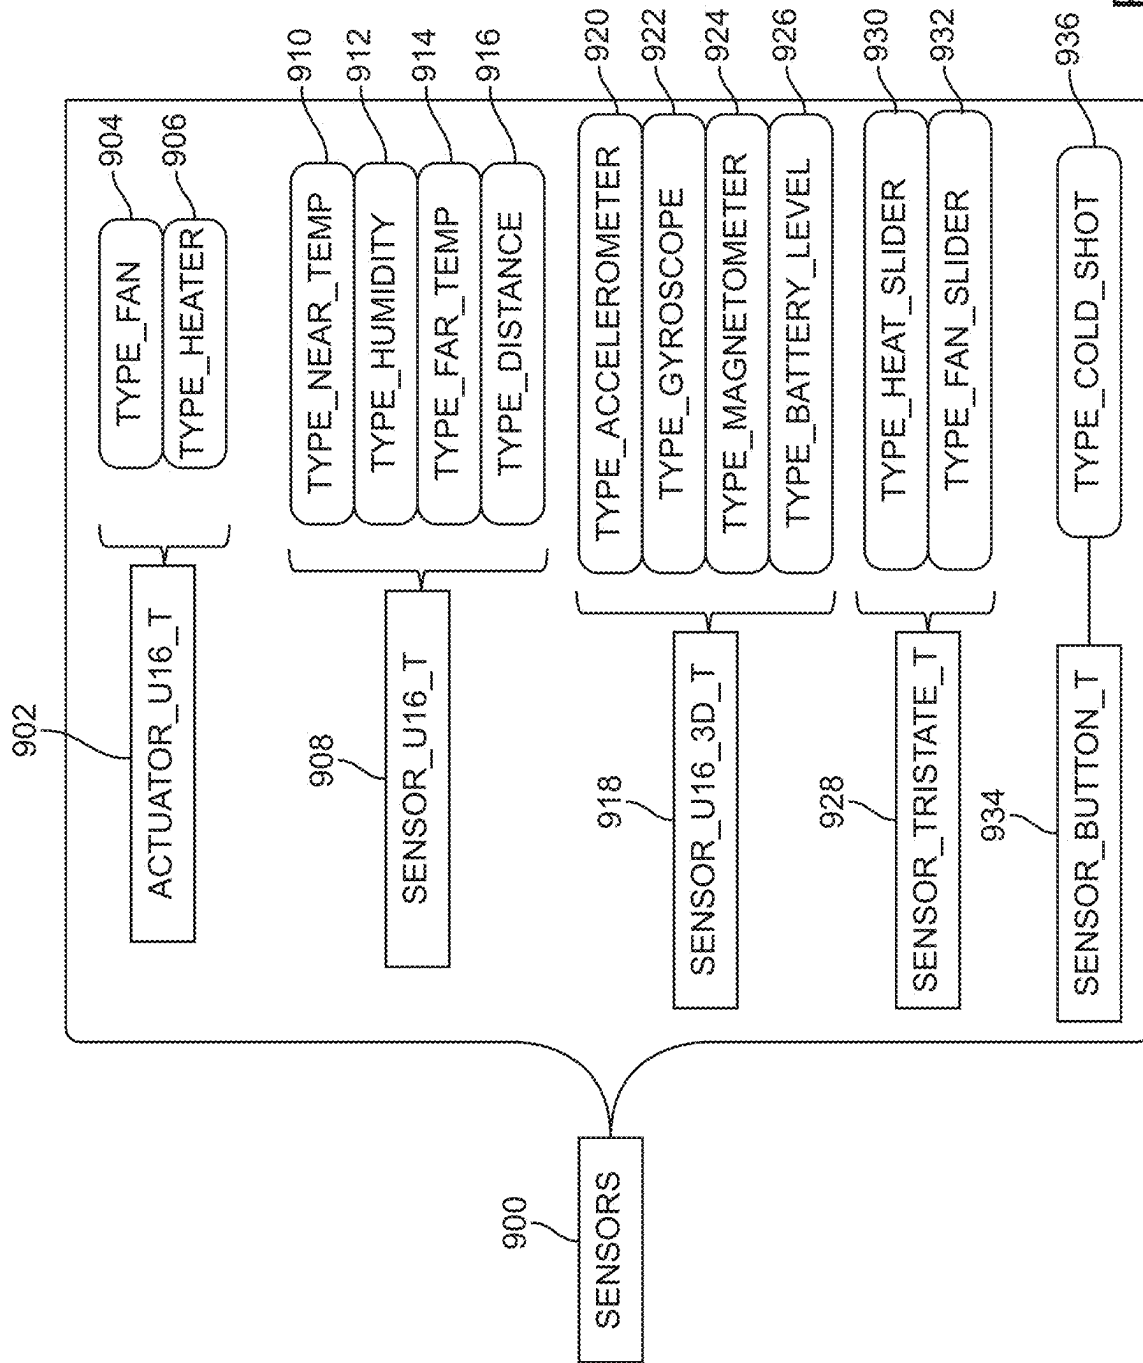 900
SENSORS
902
ACTUATOR_U16_T
904
TYPE_FAN
906
TYPE_HEATER
908
SENSOR_U16_T
910
TYPE_NEAR_TEMP
912
TYPE_HUMIDITY
914
TYPE_FAR_TEMP
916
TYPE_DISTANCE
918
SENSOR_U16_3D_T
920
TYPE_ACCELEROMETER
922
TYPE_GYROSCOPE
924
TYPE_MAGNETOMETER
926
TYPE_BATTERY_LEVEL
928
SENSOR_TRISTATE_T
930
TYPE_HEAT_SLIDER
932
TYPE_FAN_SLIDER
934
SENSOR_BUTTON_T
936
TYPE_COLD_SHOT